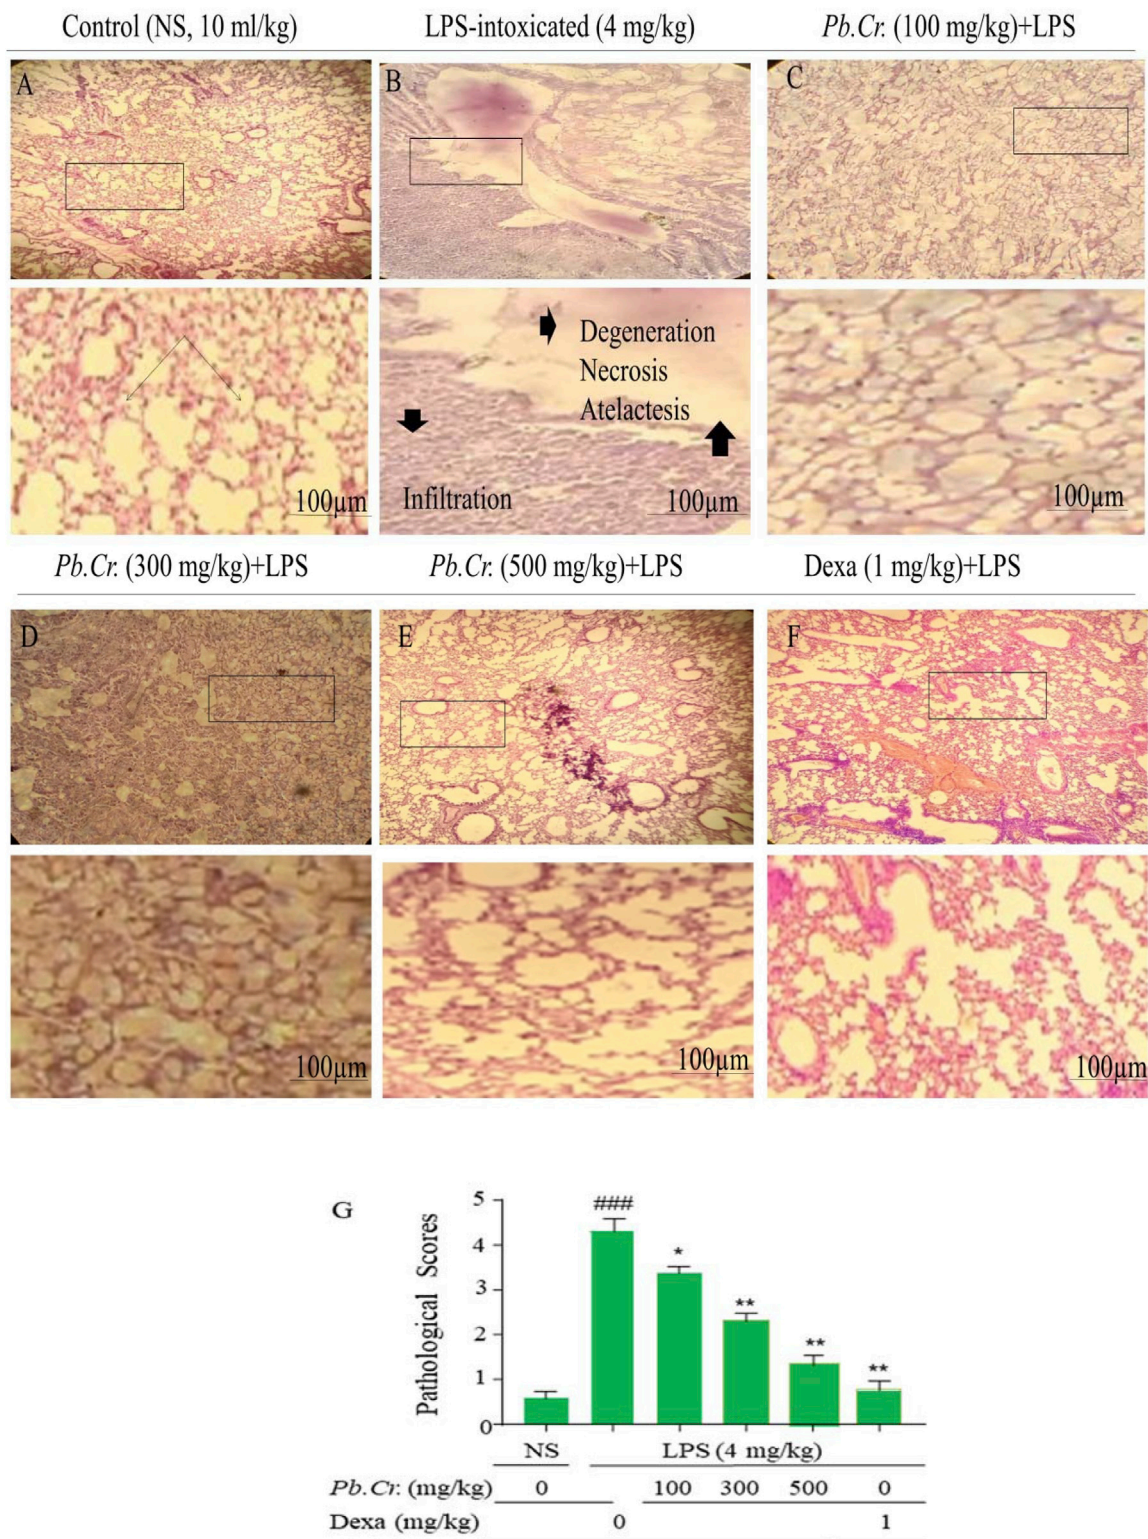 Control (NS, 10 ml/kg) LPS-intoxicated (4 mg/kg) Pb.Cr. (100 mg/kg)+LPS
A B C
Degeneration
Necrosis
Atelactesis
Infiltration
100µm 100µm 100µm
Pb.Cr. (300 mg/kg)+LPS Pb.Cr. (500 mg/kg)+LPS Dexa (1 mg/kg)+LPS
D E F
100µm 100µm 100µm
G
Pathological Scores
5
4
3
2
1
0
###
*
**
**
**
NS LPS (4 mg/kg)
Pb.Cr. (mg/kg) 0 100 300 500 0
Dexa (mg/kg) 0 1